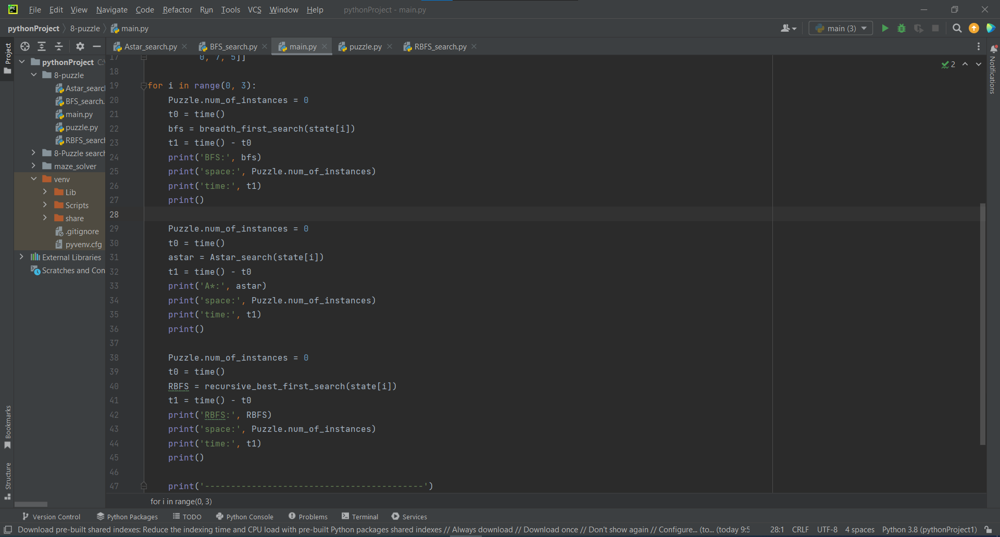 PC
File Edit View Navigate Code Refactor Run Tools VCS Window Help pythonProject - main.py
pythonProject 8-puzzle main.py main (3)
Project
Astar_search.py BFS_search.py main.py puzzle.py RBFS_search.py
Notifications
2
pythonProject C:\
8-puzzle
Astar_searc
BFS_search.
main.py
puzzle.py
RBFS_searc
8-Puzzle search
maze_solver
venv
Lib
Scripts
share
.gitignore
pyvenv.cfg
External Libraries
Scratches and Con
17 0, 7, 5]]
18
19 for i in range(0, 3):
20 Puzzle.num_of_instances = 0
21 t0 = time()
22 bfs = breadth_first_search(state[i])
23 t1 = time() - t0
24 print('BFS:', bfs)
25 print('space:', Puzzle.num_of_instances)
26 print('time:', t1)
27 print()
28
29 Puzzle.num_of_instances = 0
30 t0 = time()
31 astar = Astar_search(state[i])
32 t1 = time() - t0
33 print('A*:', astar)
34 print('space:', Puzzle.num_of_instances)
35 print('time:', t1)
36 print()
37
38 Puzzle.num_of_instances = 0
39 t0 = time()
40 RBFS = recursive_best_first_search(state[i])
41 t1 = time() - t0
42 print('RBFS:', RBFS)
43 print('space:', Puzzle.num_of_instances)
44 print('time:', t1)
45 print()
46
47 print('------------------------------------------')
Bookmarks
Structure
for i in range(0, 3)
Version Control Python Packages TODO Python Console Problems Terminal Services
Download pre-built shared indexes: Reduce the indexing time and CPU load with pre-built Python packages shared indexes // Always download // Download once // Don't show again // Configure... (to... (today 9:5 28:1 CRLF UTF-8 4 spaces Python 3.8 (pythonProject1)